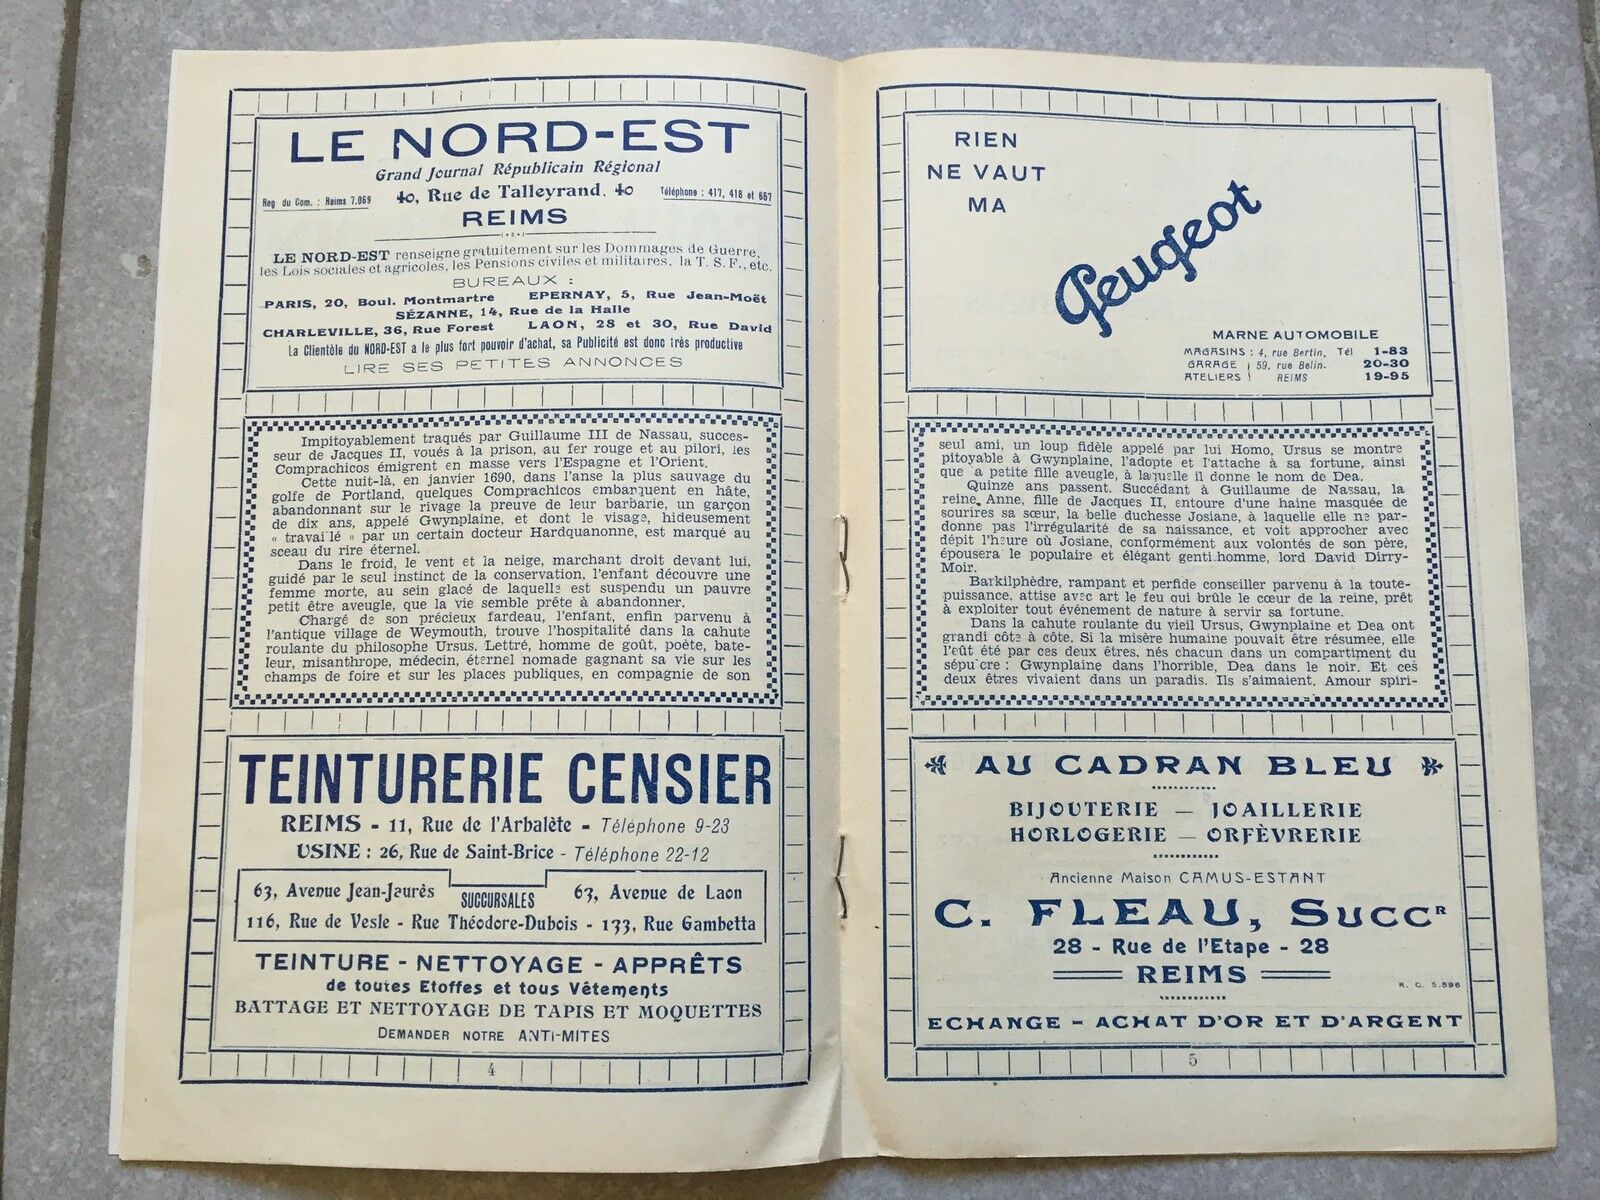 LE NORD-EST
Grand Journal Républicain Régional
Reg du Com. : Reims 7.069
40, Rue de Talleyrand, 40
Téléphone : 417, 418 et 657
REIMS
LE NORD-EST renseigne gratuitement sur les Dommages de Guerre,
les Lois sociales et agricoles, les Pensions civiles et militaires, la T. S. F., etc.
BUREAUX :
PARIS, 20, Boul. Montmartre EPERNAY, 5, Rue Jean-Moët
SÉZANNE, 14, Rue de la Halle
CHARLEVILLE, 36, Rue Forest LAON, 28 et 30, Rue David
La Clientèle du NORD-EST a le plus fort pouvoir d'achat, sa Publicité est donc très productive
LIRE SES PETITES ANNONCES
Impitoyablement traqués par Guillaume III de Nassau, succes-
seur de Jacques II, voués à la prison, au fer rouge et au pilori, les
Comprachicos émigrent en masse vers l'Espagne et l'Orient.
Cette nuit-là, en janvier 1690, dans l'anse la plus sauvage du
golfe de Portland, quelques Comprachicos embarquent en hâte,
abandonnant sur le rivage la preuve de leur barbarie, un garçon
de dix ans, appelé Gwynplaine, et dont le visage, hideusement
« travai lé » par un certain docteur Hardquanonne, est marqué au
sceau du rire éternel.
Dans le froid, le vent et la neige, marchant droit devant lui,
guidé par le seul instinct de la conservation, l'enfant découvre une
femme morte, au sein glacé de laquelle est suspendu un pauvre
petit être aveugle, que la vie semble prête à abandonner.
Chargé de son précieux fardeau, l'enfant, enfin parvenu à
l'antique village de Weymouth, trouve l'hospitalité dans la cahute
roulante du philosophe Ursus. Lettré, homme de goût, poète, bate-
leur, misanthrope, médecin, éternel nomade gagnant sa vie sur les
champs de foire et sur les places publiques, en compagnie de son
TEINTURERIE CENSIER
REIMS - 11, Rue de l'Arbalète - Téléphone 9-23
USINE : 26, Rue de Saint-Brice - Téléphone 22-12
63, Avenue Jean-Jaurès SUCCURSALES 63, Avenue de Laon
116, Rue de Vesle - Rue Théodore-Dubois - 133, Rue Gambetta
TEINTURE - NETTOYAGE - APPRÊTS
de toutes Etoffes et tous Vêtements
BATTAGE ET NETTOYAGE DE TAPIS ET MOQUETTES
DEMANDER NOTRE ANTI-MITES
4
RIEN
NE VAUT
MA
Peugeot
MARNE AUTOMOBILE
MAGASINS : 4, rue Bertin. Tél 1-83
GARAGE 59, rue Belin. 20-30
ATELIERS REIMS 19-95
seul ami, un loup fidèle appelé par lui Homo, Ursus se montre
pitoyable à Gwynplaine, l'adopte et l'attache à sa fortune, ainsi
que a petite fille aveugle, à laquelle il donne le nom de Dea.
Quinze ans passent. Succédant à Guillaume de Nassau, la
reine Anne, fille de Jacques II, entoure d'une haine masquée de
sourires sa sœur, la belle duchesse Josiane, à laquelle elle ne par-
donne pas l'irrégularité de sa naissance, et voit approcher avec
dépit l'heure où Josiane, conformément aux volontés de son père,
épousera le populaire et élégant genti.homme, lord David Dirry-
Moir.
Barkilphèdre, rampant et perfide conseiller parvenu à la toute-
puissance, attise avec art le feu qui brûle le cœur de la reine, prêt
à exploiter tout événement de nature à servir sa fortune.
Dans la cahute roulante du vieil Ursus, Gwynplaine et Dea ont
grandi côte à côte. Si la misère humaine pouvait être résumée, elle
l'eût été par ces deux êtres, nés chacun dans un compartiment du
sépu'cre : Gwynplaine dans l'horrible, Dea dans le noir. Et ces
deux êtres vivaient dans un paradis. Ils s'aimaient. Amour spiri-
AU CADRAN BLEU
BIJOUTERIE — JOAILLERIE
HORLOGERIE — ORFÈVRERIE
Ancienne Maison CAMUS-ESTANT
C. FLEAU, SUCCR
28 - Rue de l'Etape - 28
REIMS
R. C. 5.596
ECHANGE - ACHAT D'OR ET D'ARGENT
5